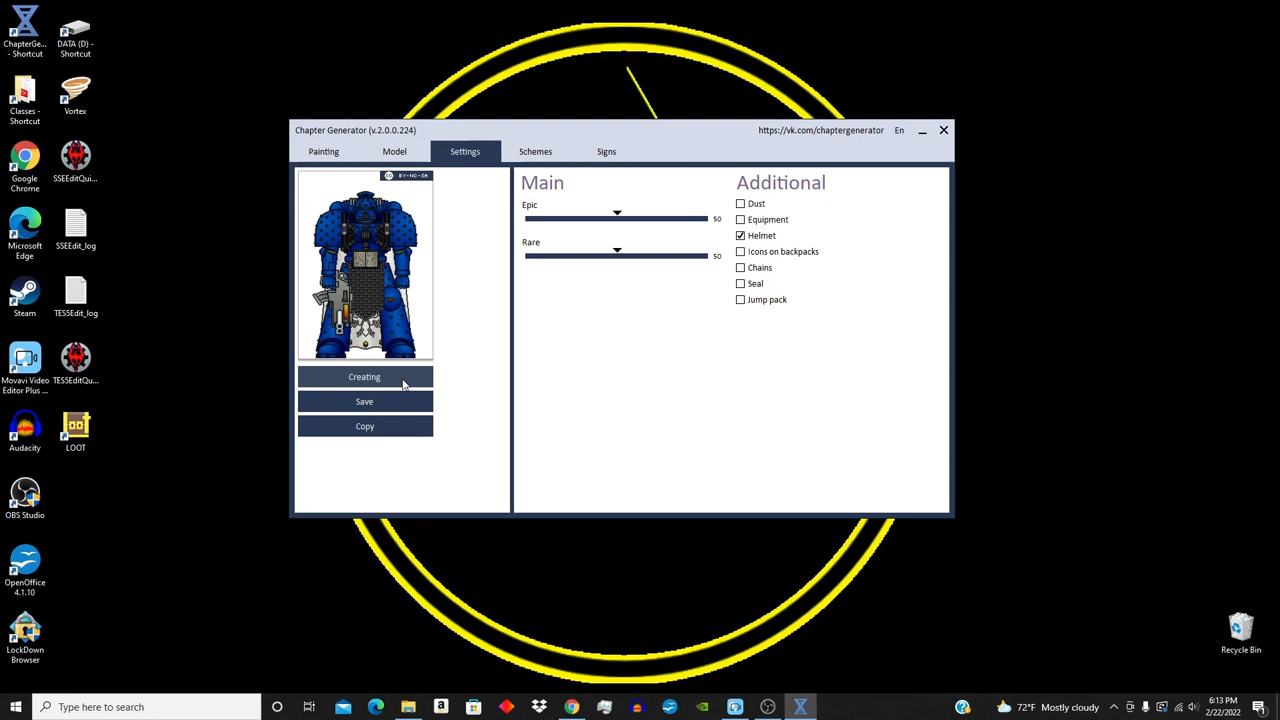 ChapterGe...
- Shortcut
DATA (D) -
Shortcut
Classes -
Shortcut
Vortex
Google
Chrome
SSEEditQui...
Microsoft
Edge
SSEEdit_log
Steam
TES5Edit_log
Movavi Video
Editor Plus ...
TES5EditQu...
Audacity
LOOT
OBS Studio
OpenOffice
4.1.10
LockDown
Browser
Recycle Bin
Chapter Generator (v.2.0.0.224)
https://vk.com/chaptergenerator
En
Painting
Model
Settings
Schemes
Signs
CC BY-NC-SA
Creating
Save
Copy
Main
Epic
50
Rare
50
Additional
Dust
Equipment
Helmet
Icons on backpacks
Chains
Seal
Jump pack
Type here to search
72°F Mostly cloudy
6:13 PM
2/22/2022